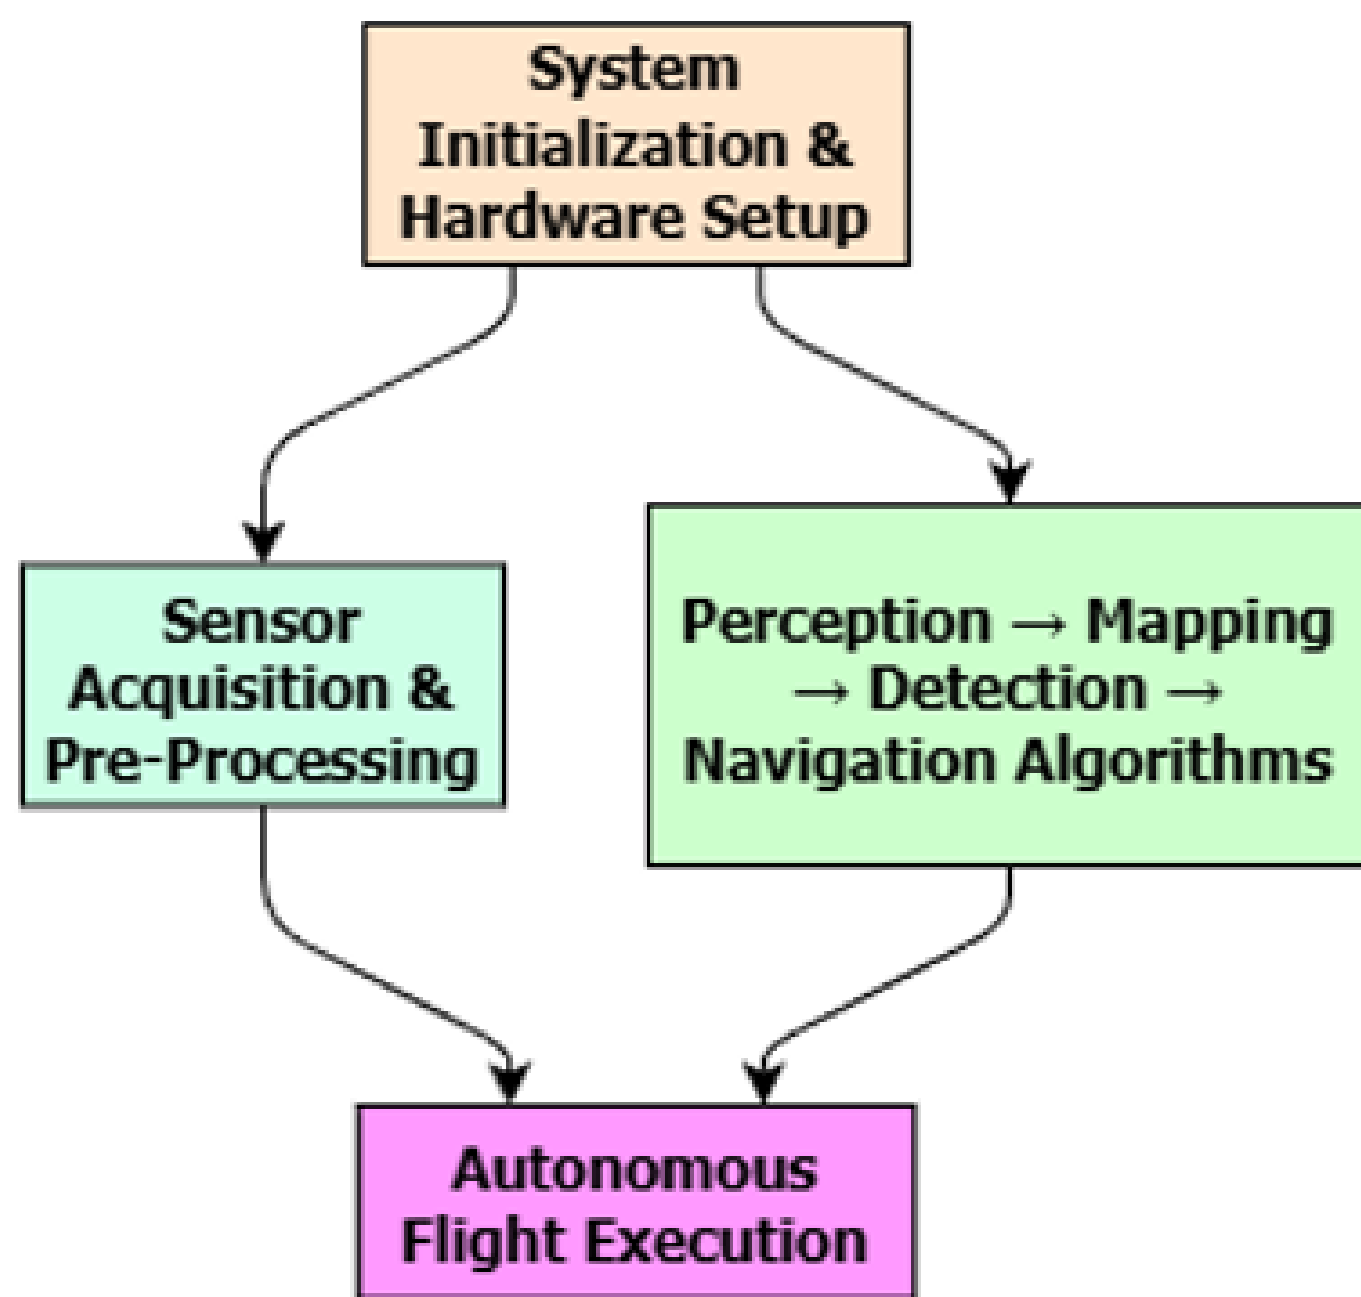 System
Initialization &
Hardware Setup
Sensor
Acquisition &
Pre-Processing
Perception → Mapping
→ Detection →
Navigation Algorithms
Autonomous
Flight Execution